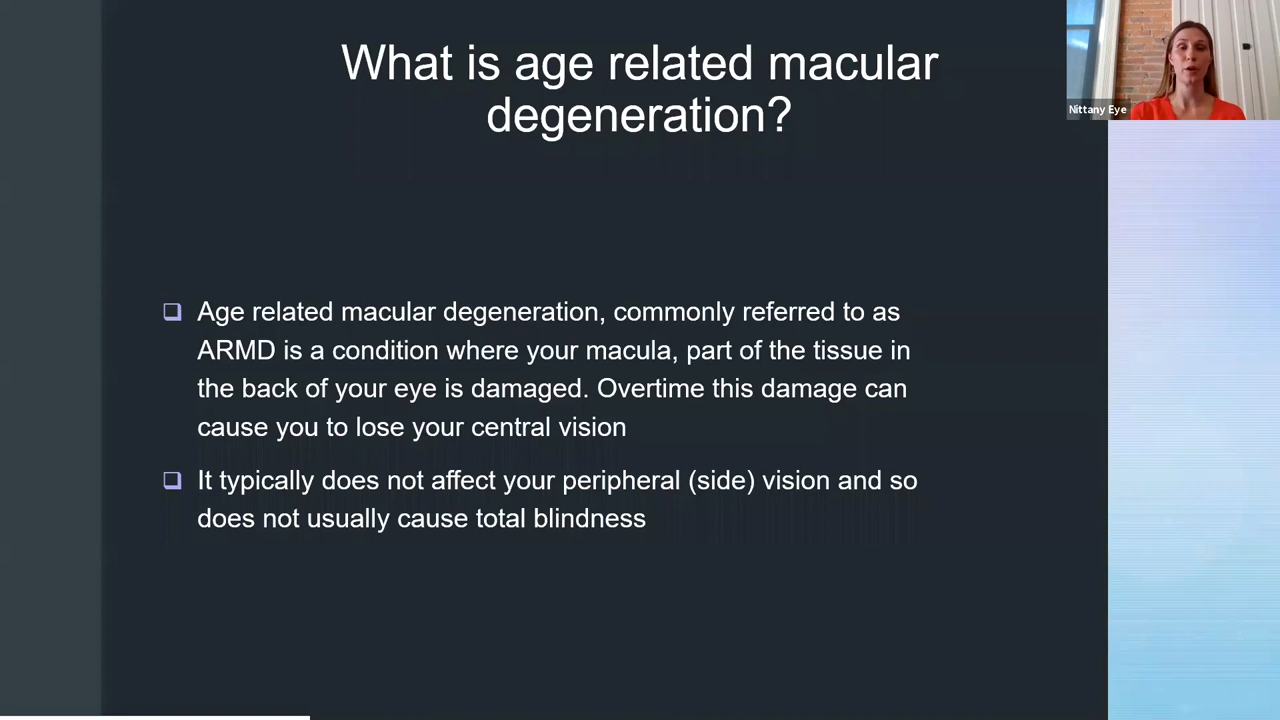 What is age related macular
degeneration?
Nittany Eye
Age related macular degeneration, commonly referred to as
ARMD is a condition where your macula, part of the tissue in
the back of your eye is damaged. Overtime this damage can
cause you to lose your central vision
It typically does not affect your peripheral (side) vision and so
does not usually cause total blindness